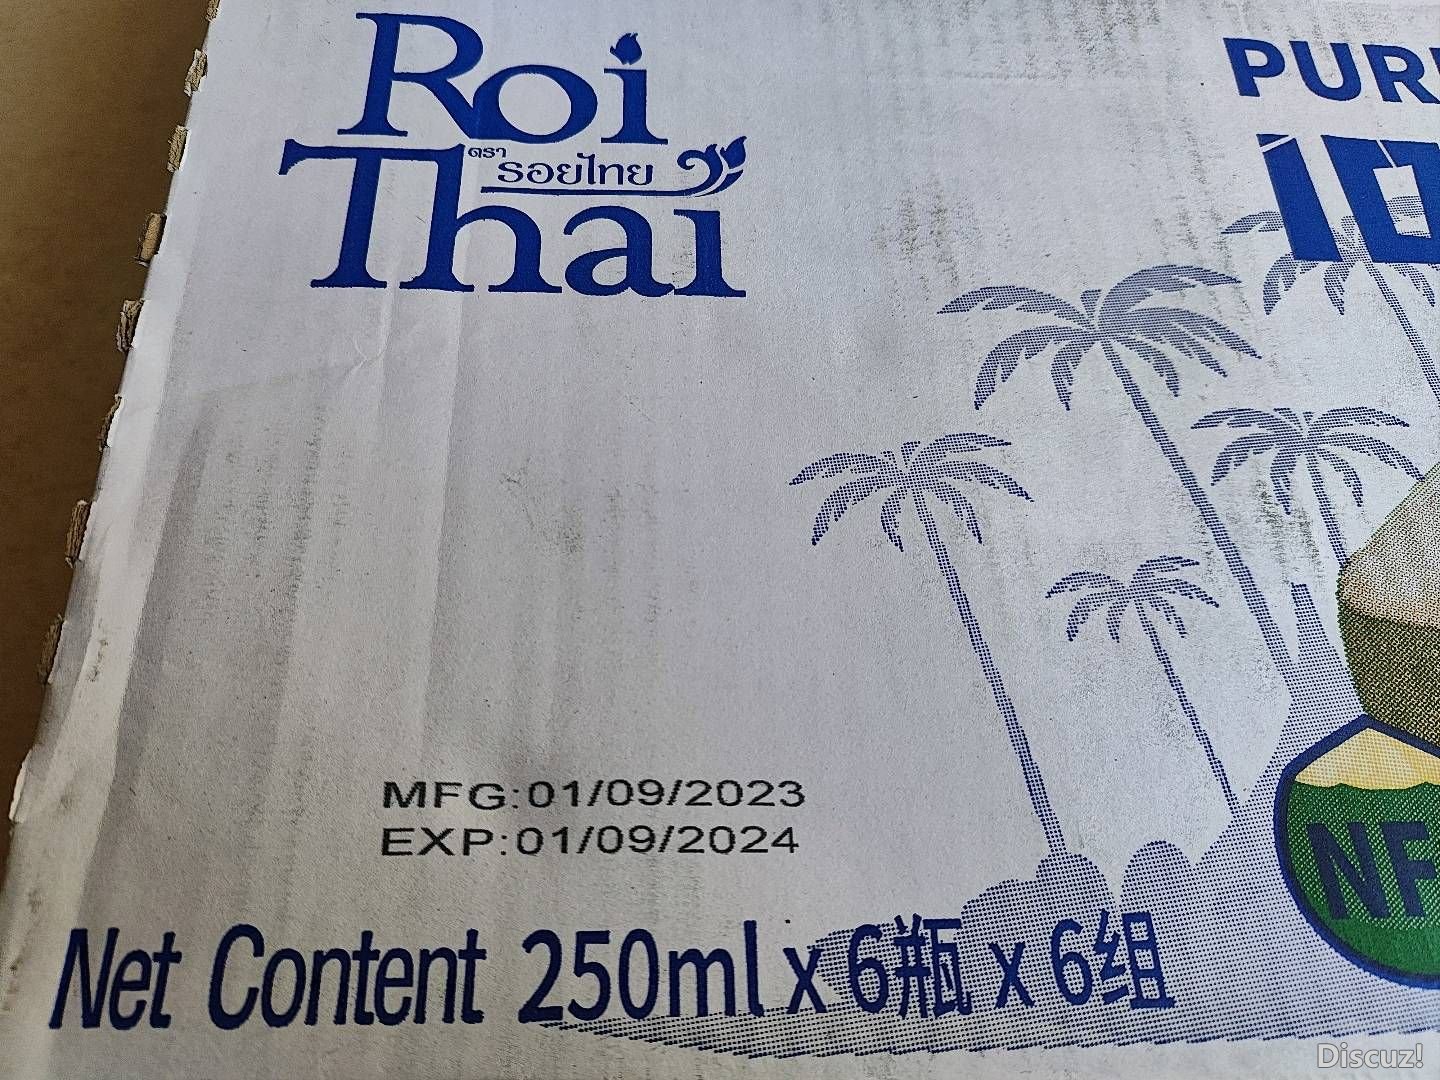 Roi
ตรา
รอยไทย
Thai
MFG:01/09/2023
EXP:01/09/2024
Net Content 250ml x 6瓶 x 6组
NF
Discuz!